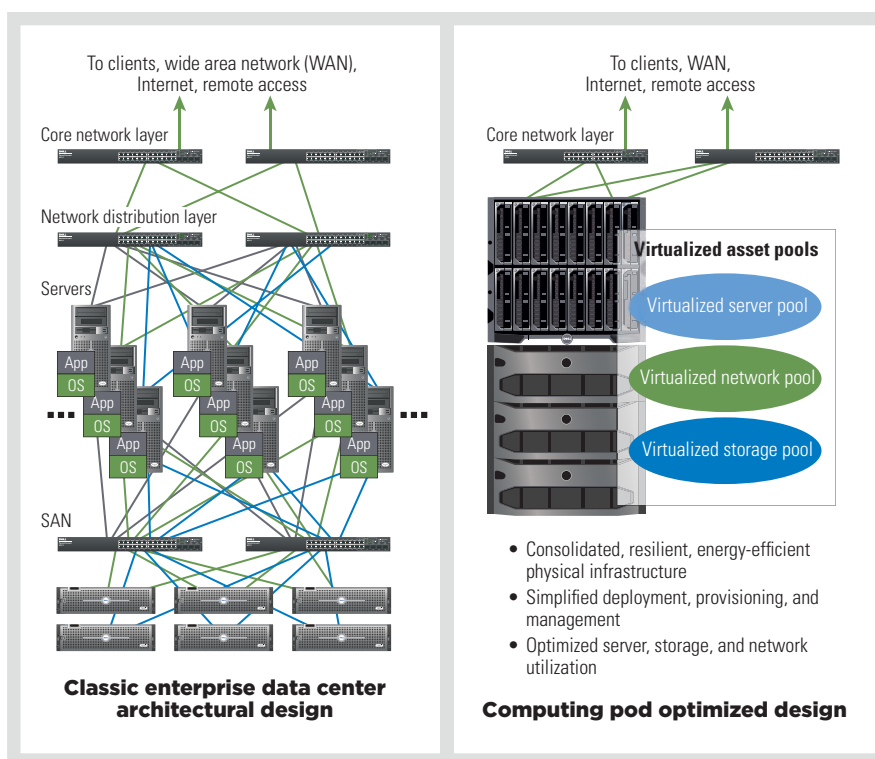 To clients, wide area network (WAN),
Internet, remote access
Core network layer
Network distribution layer
Servers
App
OS
App
OS
App
OS
App
OS
App
OS
App
OS
App
OS
App
OS
App
OS
...
...
SAN
Classic enterprise data center
architectural design
To clients, WAN,
Internet, remote access
Core network layer
Virtualized asset pools
Virtualized server pool
Virtualized network pool
Virtualized storage pool
• Consolidated, resilient, energy-efficient
physical infrastructure
• Simplified deployment, provisioning, and
management
• Optimized server, storage, and network
utilization
Computing pod optimized design